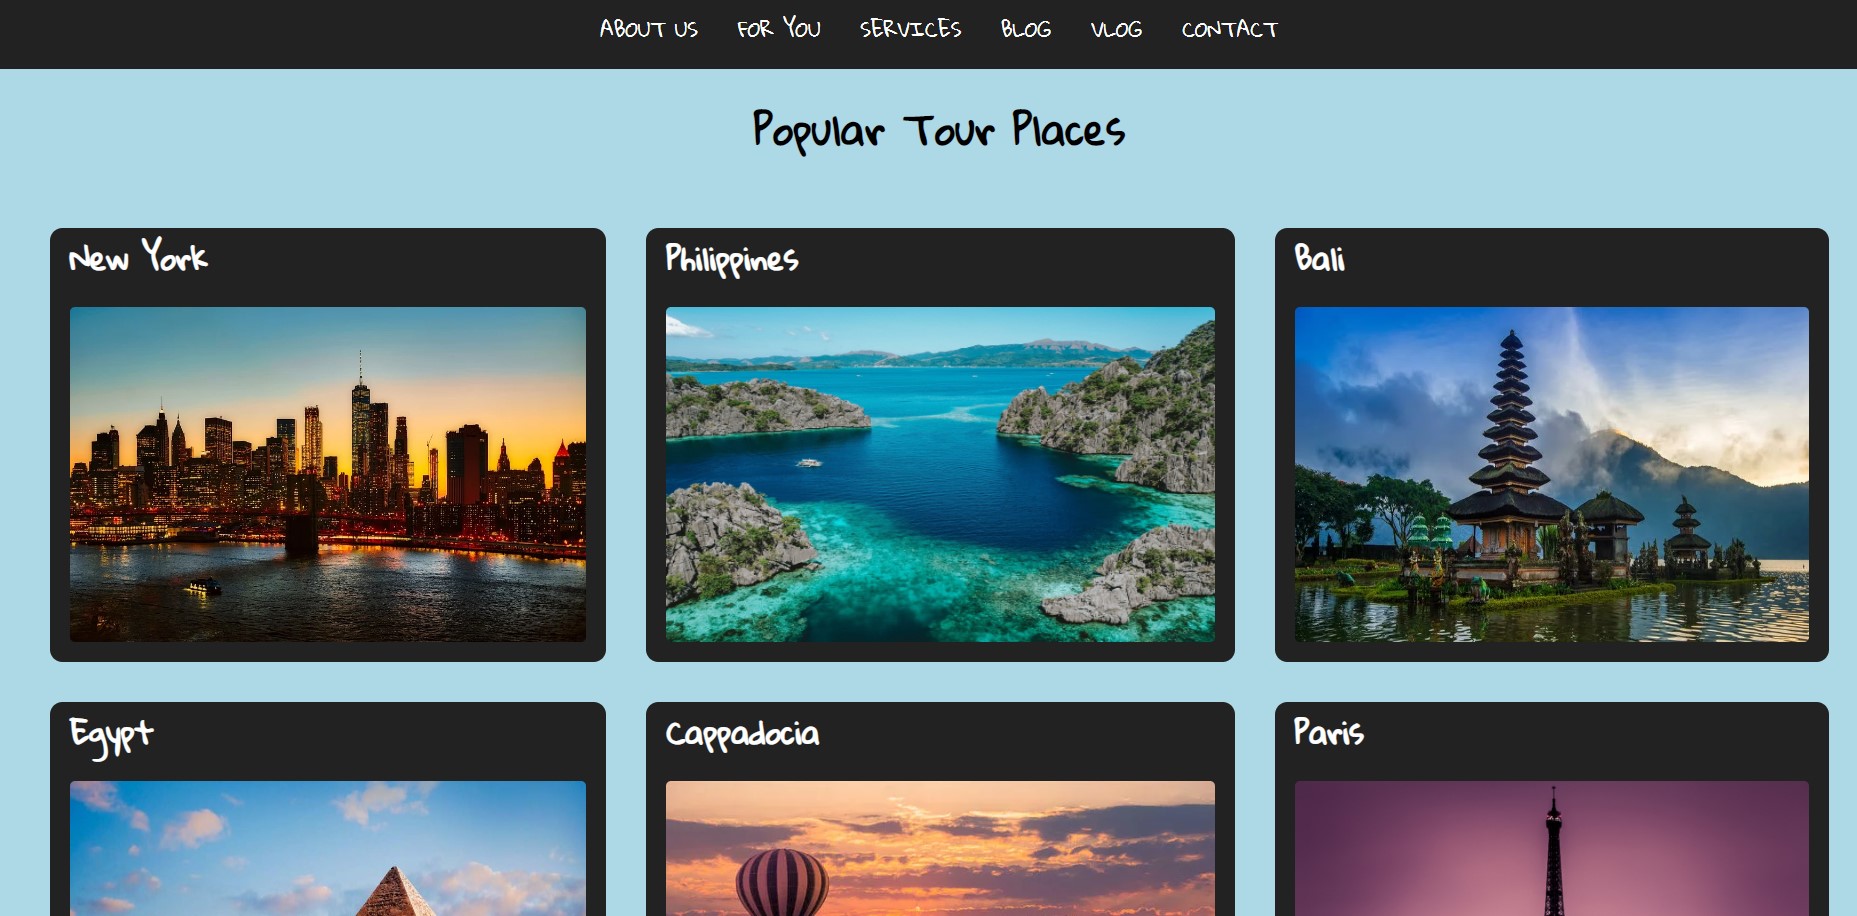 ABOUT US FOR YOU SERVICES BLOG VLOG CONTACT
Popular Tour Places
New York Philippines Bali
Egypt Cappadocia Paris